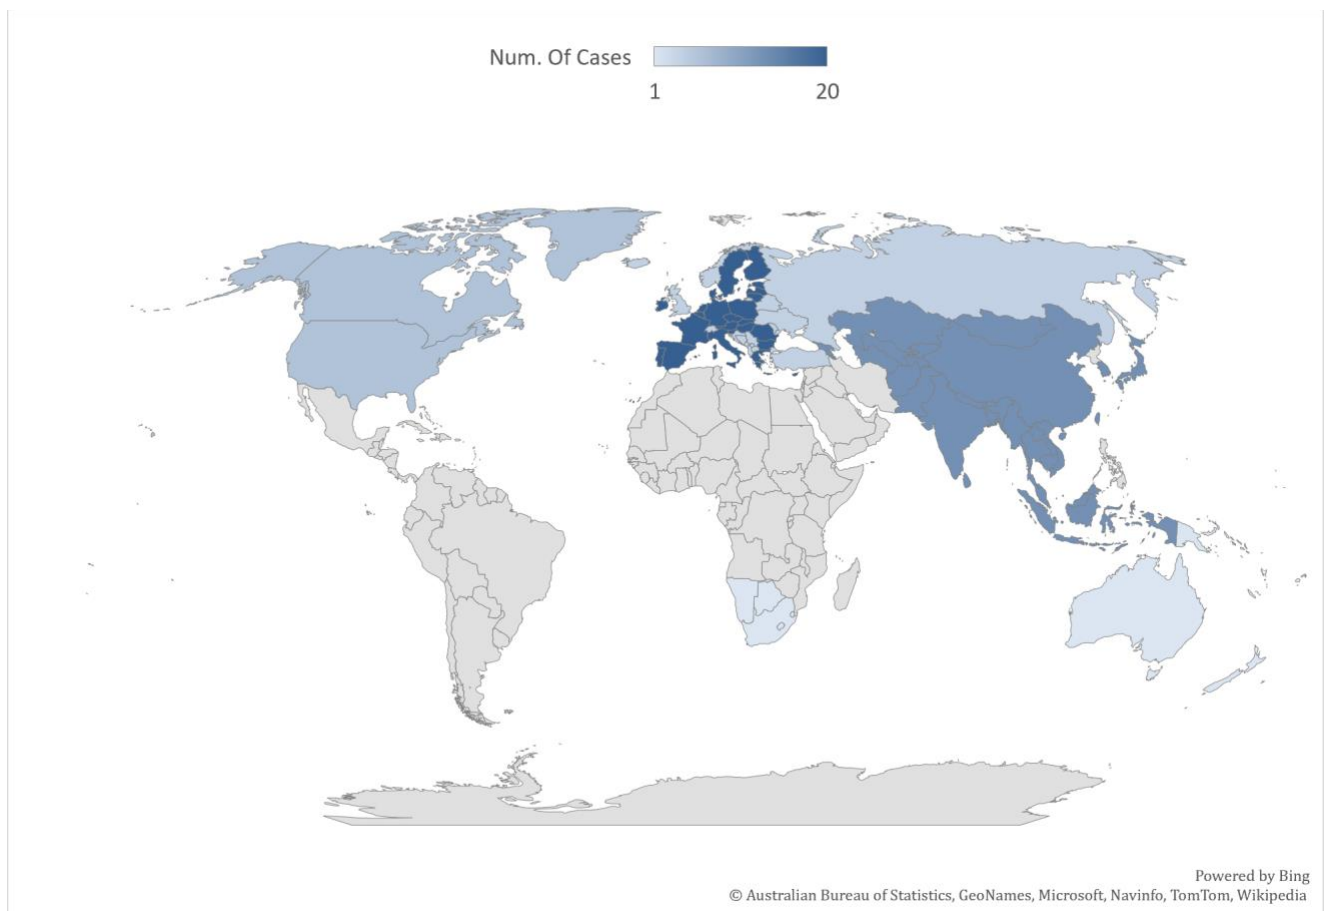 Num. Of Cases
1 20
Powered by Bing
© Australian Bureau of Statistics, GeoNames, Microsoft, Navinfo, TomTom, Wikipedia